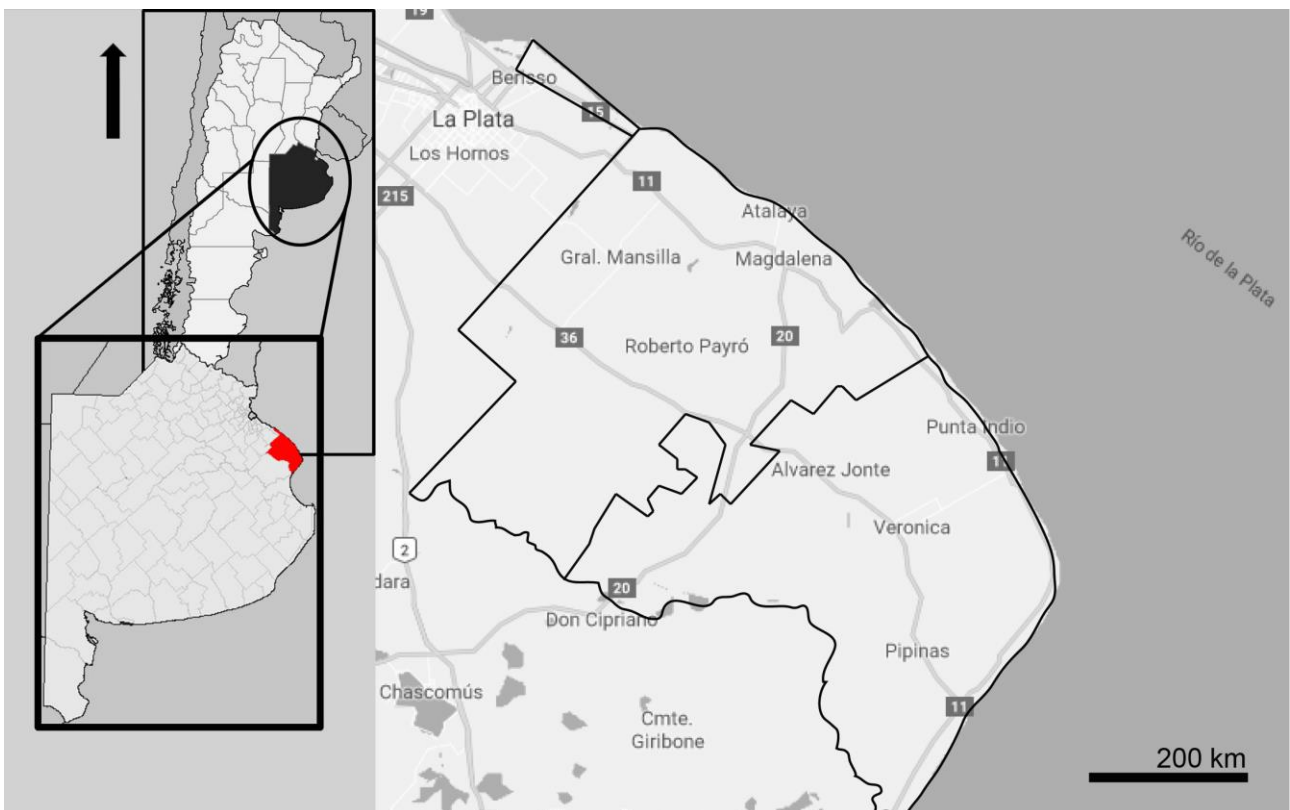 19
Berisso
15
La Plata
Los Hornos
11
215
Atalaya
Gral. Mansilla
Magdalena
Río de la Plata
36
20
Roberto Payró
Punta Indio
11
Alvarez Jonte
Veronica
2
dara
20
Don Cipriano
Pipinas
Chascomús
11
Cmte.
Giribone
200 km